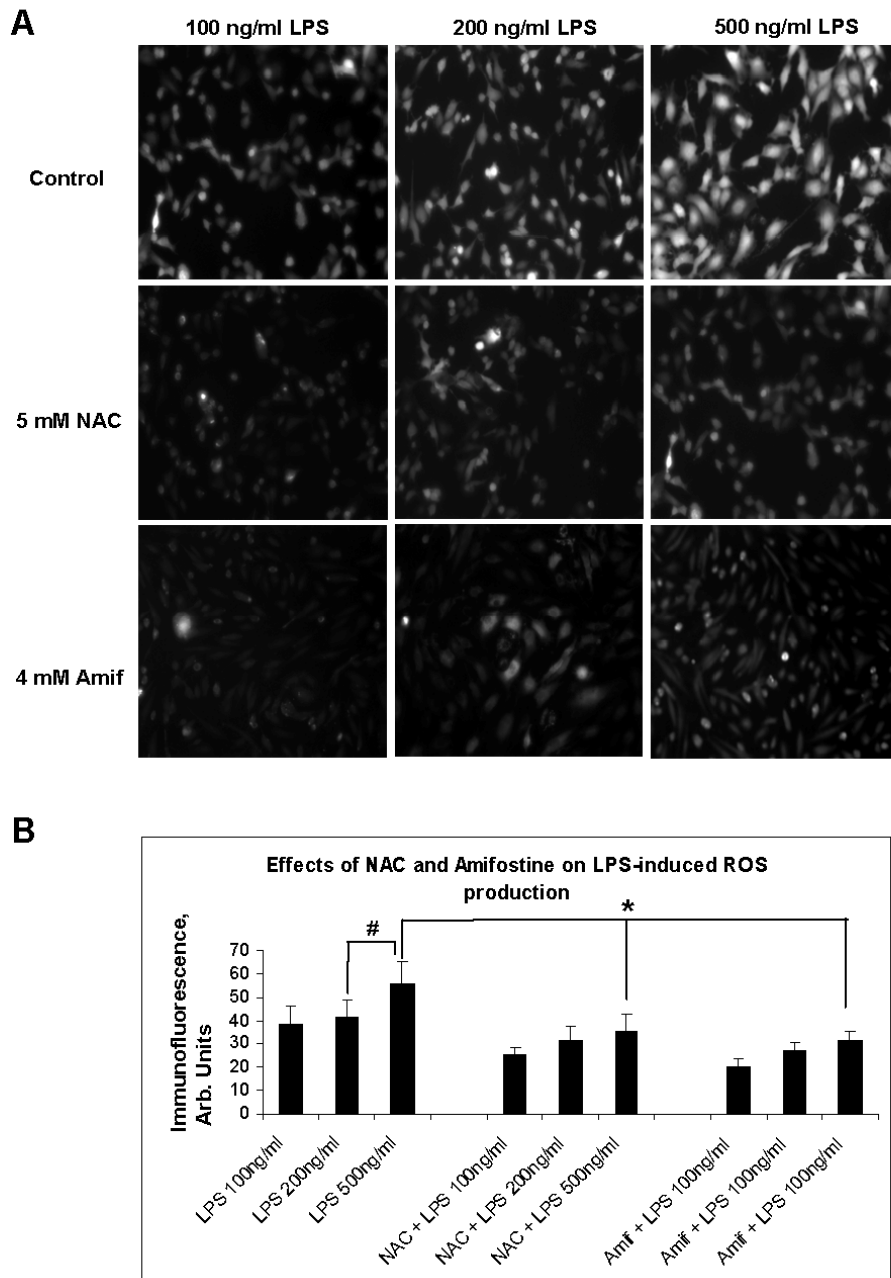 A
100 ng/ml LPS
200 ng/ml LPS
500 ng/ml LPS
Control
5 mM NAC
4 mM Amif
B
Effects of NAC and Amifostine on LPS-induced ROS
production
*
#
Immunofluorescence,
Arb. Units
70
60
50
40
30
20
10
0
LPS 100ng/ml
LPS 200ng/ml
LPS 500ng/ml
NAC + LPS 100ng/ml
NAC + LPS 200ng/ml
NAC + LPS 500ng/ml
Amif + LPS 100ng/ml
Amif + LPS 100ng/ml
Amif + LPS 100ng/ml